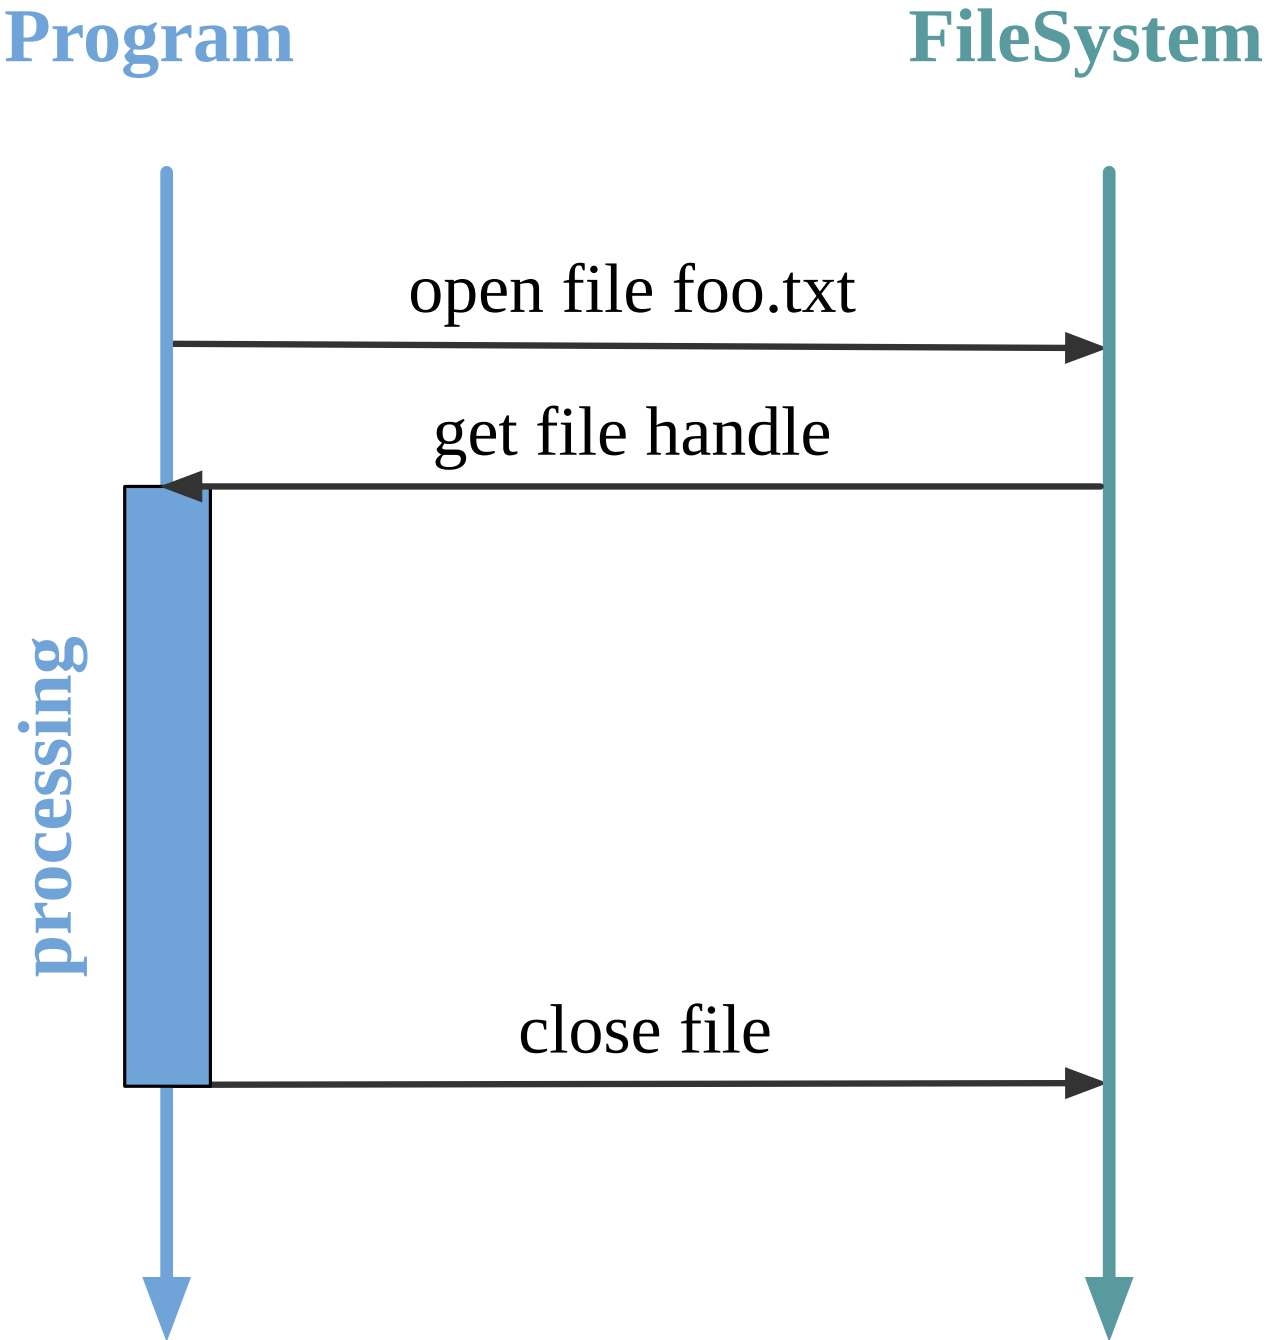 Program
FileSystem
open file foo.txt
get file handle
processing
close file